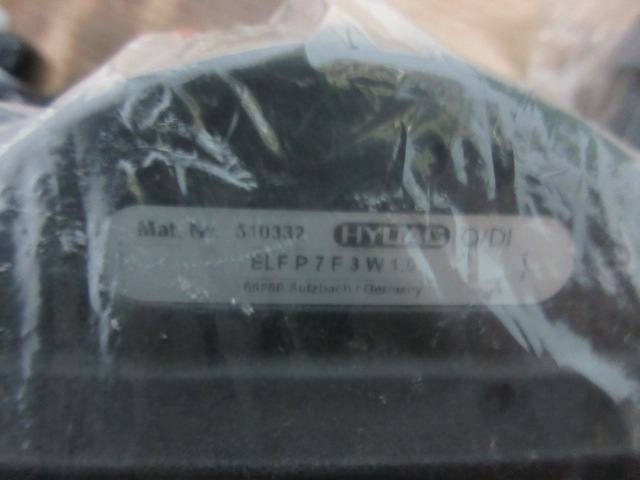 Mat. Nr. 310332 HYDAC O/DI
ELF P 7 F 3 W 1.0
66280 Sulzbach / Germany